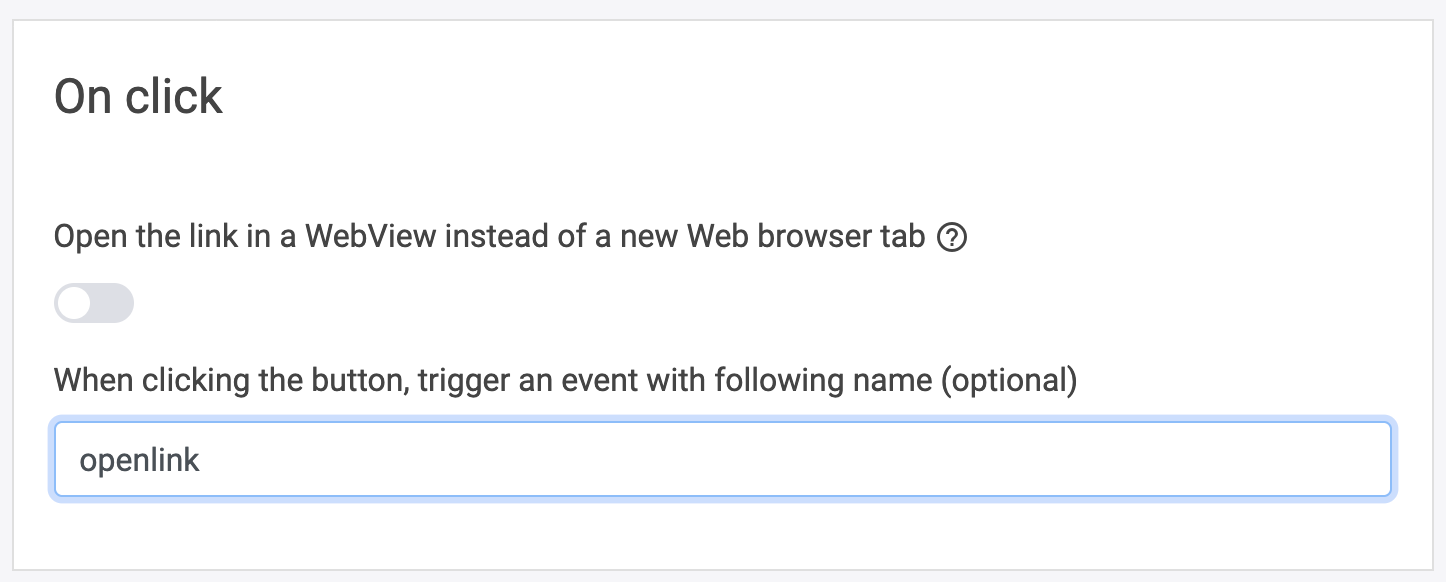 On click
Open the link in a WebView instead of a new Web browser tab ?
When clicking the button, trigger an event with following name (optional)
openlink